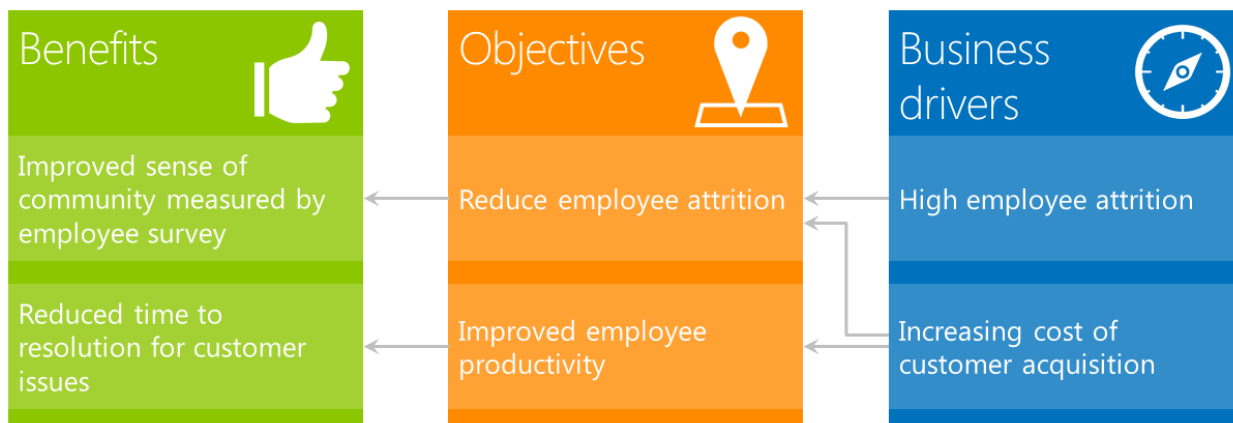 Benefits
Improved sense of
community measured by
employee survey
Reduced time to
resolution for customer
issues
Objectives
Reduce employee attrition
Improved employee
productivity
Business
drivers
High employee attrition
Increasing cost of
customer acquisition